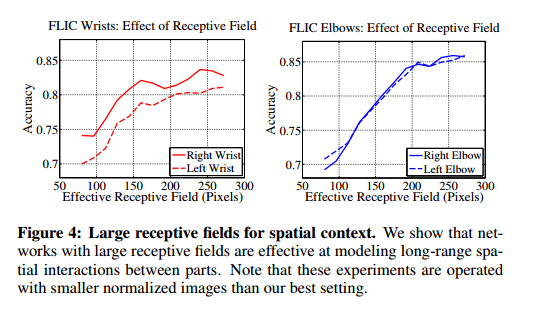 FLIC Wrists: Effect of Receptive Field
0.85
0.8
0.75
0.7
Accuracy
Right Wrist
Left Wrist
50 100 150 200 250 300
Effective Receptive Field (Pixels)
FLIC Elbows: Effect of Receptive Field
0.85
0.8
0.75
0.7
Accuracy
Right Elbow
Left Elbow
50 100 150 200 250 300
Effective Receptive Field (Pixels)
Figure 4: Large receptive fields for spatial context. We show that net-
works with large receptive fields are effective at modeling long-range spa-
tial interactions between parts. Note that these experiments are operated
with smaller normalized images than our best setting.